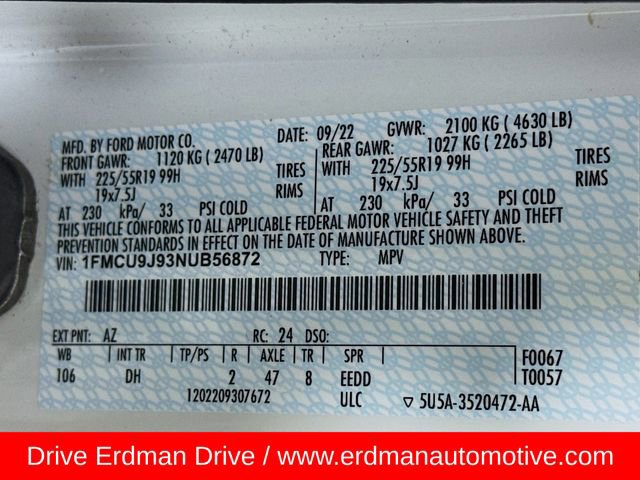 MFD. BY FORD MOTOR CO. DATE: 09/22 GVWR: 2100 KG ( 4630 LB)
FRONT GAWR: 1120 KG ( 2470 LB) REAR GAWR: 1027 KG ( 2265 LB)
WITH 225/55R19 99H TIRES WITH 225/55R19 99H TIRES
19x7.5J RIMS 19x7.5J RIMS
AT 230 kPa/ 33 PSI COLD AT 230 kPa/ 33 PSI COLD
THIS VEHICLE CONFORMS TO ALL APPLICABLE FEDERAL MOTOR VEHICLE SAFETY AND THEFT
PREVENTION STANDARDS IN EFFECT ON THE DATE OF MANUFACTURE SHOWN ABOVE.
VIN: 1FMCU9J93NUB56872 TYPE: MPV
EXT PNT: AZ RC: 24 DSO:
WB INT TR TP/PS R AXLE TR SPR F0067
106 DH 2 47 8 EEDD T0057
1202209307672 ULC ▽ 5U5A-3520472-AA
Drive Erdman Drive / www.erdmanautomotive.com